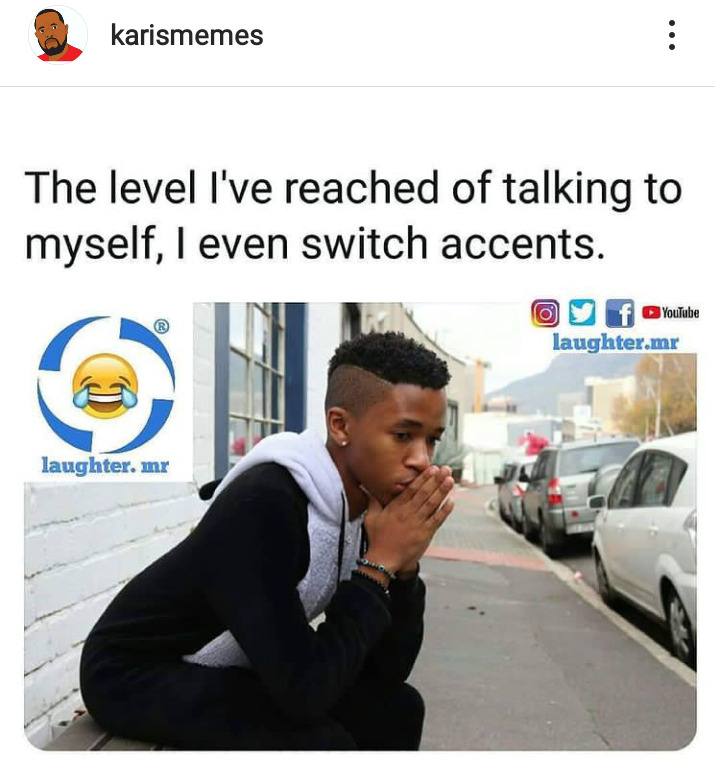 karismemes
The level I've reached of talking to
myself, I even switch accents.
®
laughter. mr
YouTube
laughter.mr